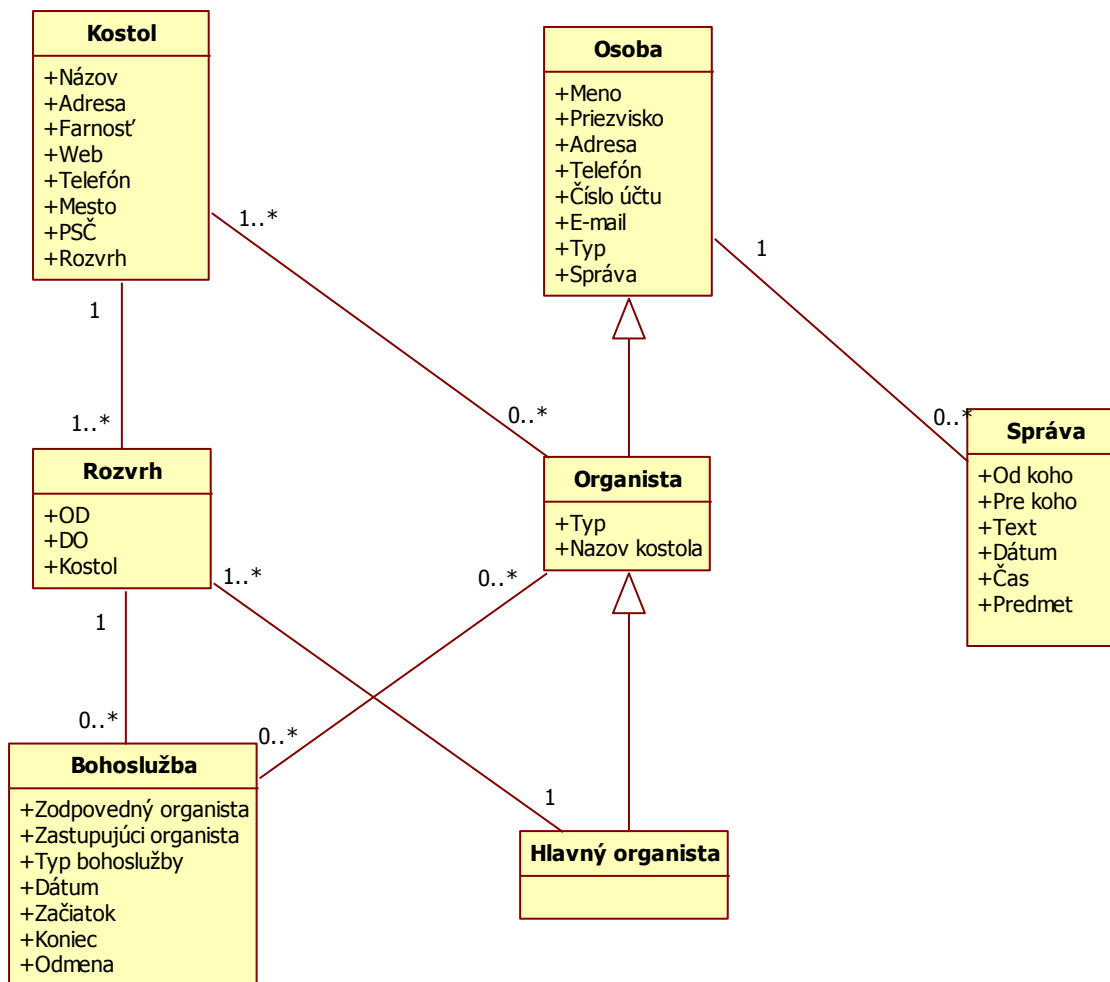 Kostol
+Názov
+Adresa
+Farnosť
+Web
+Telefón
+Mesto
+PSČ
+Rozvrh
Osoba
+Meno
+Priezvisko
+Adresa
+Telefón
+Číslo účtu
+E-mail
+Typ
+Správa
1..*
1
1
0..*
0..*
1..*
Správa
+Od koho
+Pre koho
+Text
+Dátum
+Čas
+Predmet
Rozvrh
+OD
+DO
+Kostol
Organista
+Typ
+Nazov kostola
1..*
0..*
1
0..*
0..*
1
Bohoslužba
+Zodpovedný organista
+Zastupujúci organista
+Typ bohoslužby
+Dátum
+Začiatok
+Koniec
+Odmena
Hlavný organista